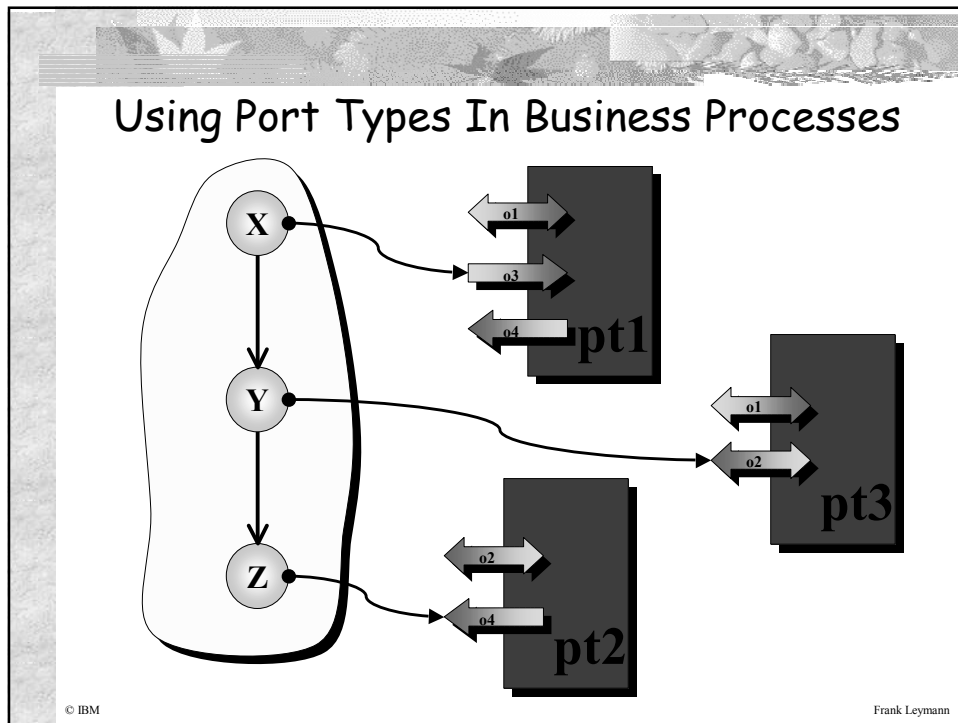 Using Port Types In Business Processes
X
o1
o3
o4
pt1
Y
o1
o2
pt3
Z
o2
o4
pt2
© IBM
Frank Leymann